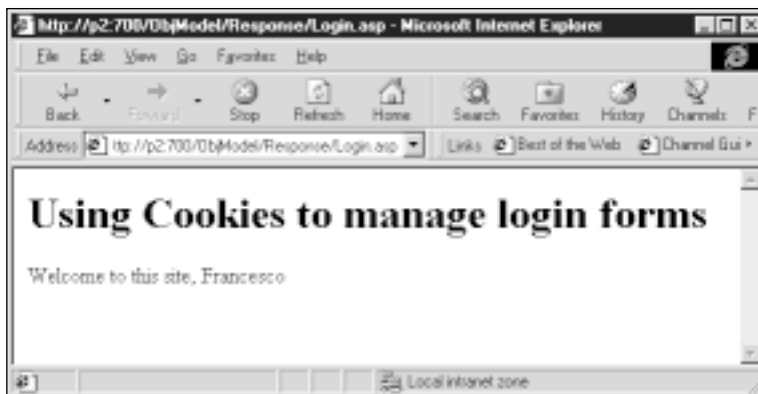 http://p2:700/ObjModel/Response/Login.asp - Microsoft Internet Explorer
File Edit View Go Favorites Help
Back Forward Stop Refresh Home Search Favorites History Channels F
Address ttp://p2:700/ObjModel/Response/Login.asp Links Best of the Web Channel Gui
Using Cookies to manage login forms
Welcome to this site, Francesco
Local intranet zone